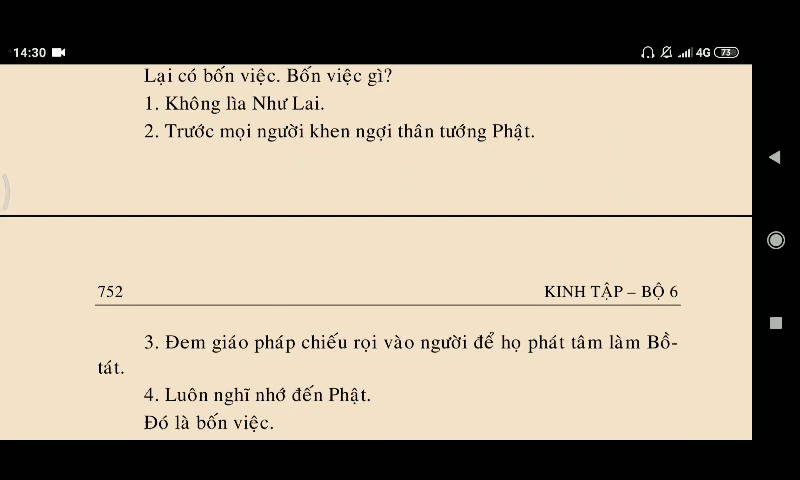 14:30
4G 73
Lại có bốn việc. Bốn việc gì?
1. Không lìa Như Lai.
2. Trước mọi người khen ngợi thân tướng Phật.
752 KINH TẬP – BỘ 6
3. Đem giáo pháp chiếu rọi vào người để họ phát tâm làm Bồ-
tát.
4. Luôn nghĩ nhớ đến Phật.
Đó là bốn việc.